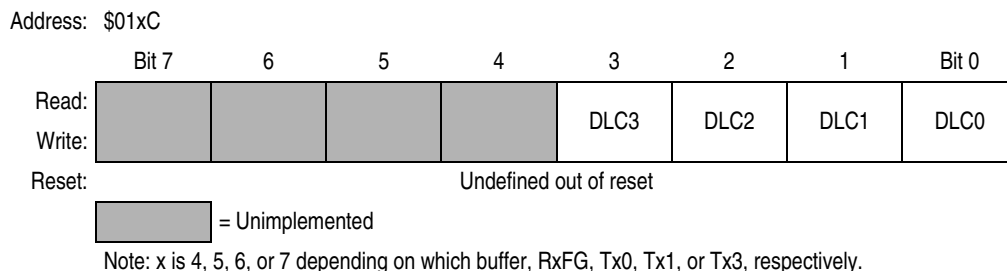 Address: $01xC
Bit 7 6 5 4 3 2 1 Bit 0
Read:
DLC3 DLC2 DLC1 DLC0
Write:
Reset: Undefined out of reset
= Unimplemented
Note: x is 4, 5, 6, or 7 depending on which buffer, RxFG, Tx0, Tx1, or Tx3, respectively.